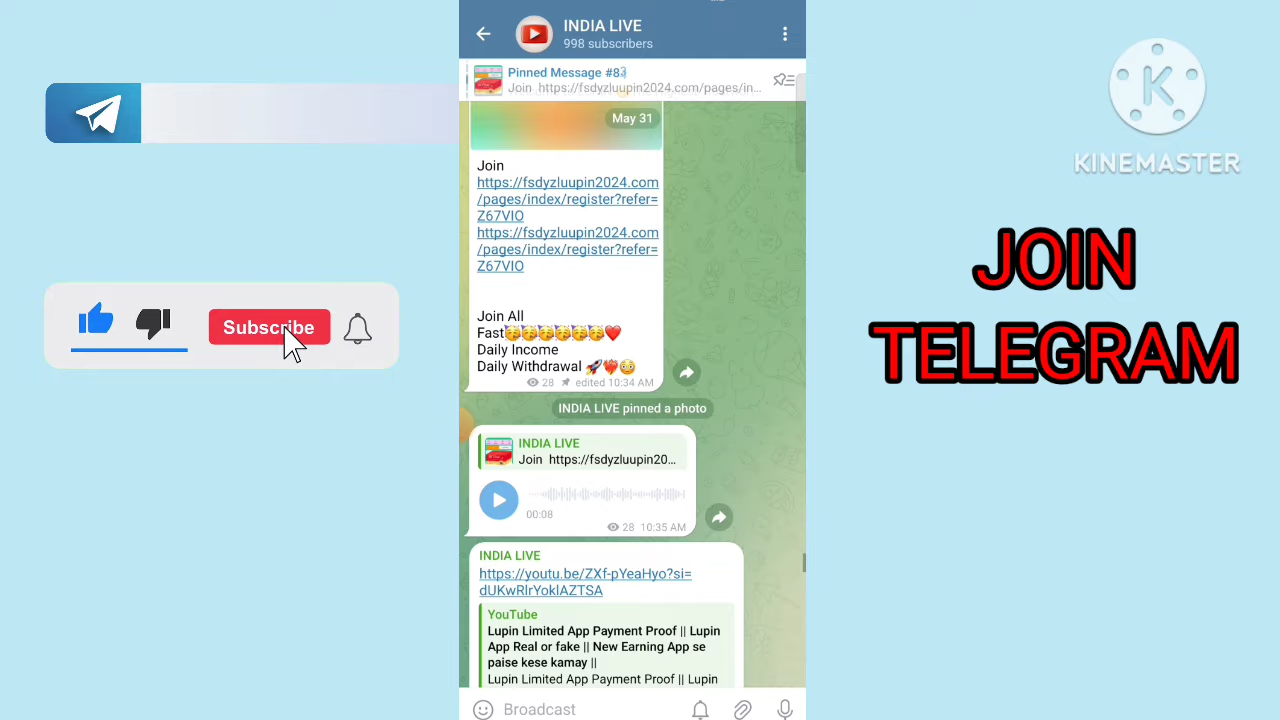 INDIA LIVE
998 subscribers
Pinned Message #8
Join https://fsdyzluupin2024.com/pages/in...
May 31
Join
https://fsdyzluupin2024.com
/pages/index/register?refer=
Z67VIO
https://fsdyzluupin2024.com
/pages/index/register?refer=
Z67VIO
Join All
Fast🥳🥳🥳🥳🥳🥳❤️
Daily Income
Daily Withdrawal 🚀❤️‍🔥😳
28 edited 10:34 AM
INDIA LIVE pinned a photo
INDIA LIVE
Join https://fsdyzluupin20...
00:08
28 10:35 AM
INDIA LIVE
https://youtu.be/ZXf-pYeaHyo?si=
dUKwRlrYoklAZTSA
YouTube
Lupin Limited App Payment Proof || Lupin
App Real or fake || New Earning App se
paise kese kamay ||
Lupin Limited App Payment Proof || Lupin
Broadcast
Subscribe
K
KINEMASTER
JOIN
TELEGRAM